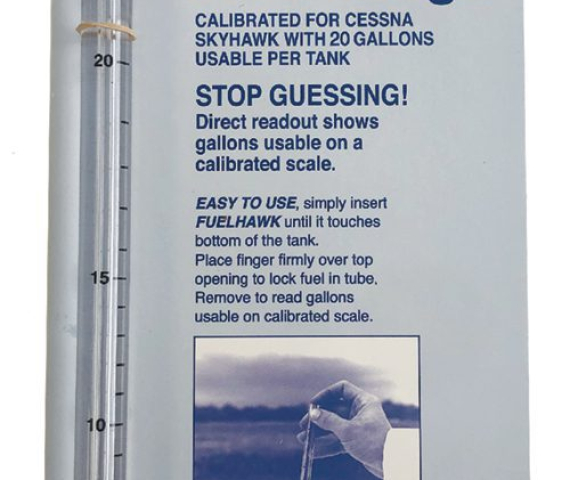 CALIBRATED FOR CESSNA
SKYHAWK WITH 20 GALLONS
USABLE PER TANK
STOP GUESSING!
Direct readout shows
gallons usable on a
calibrated scale.
EASY TO USE, simply insert
FUELHAWK until it touches
bottom of the tank.
Place finger firmly over top
opening to lock fuel in tube.
Remove to read gallons
usable on calibrated scale.
20
15
10